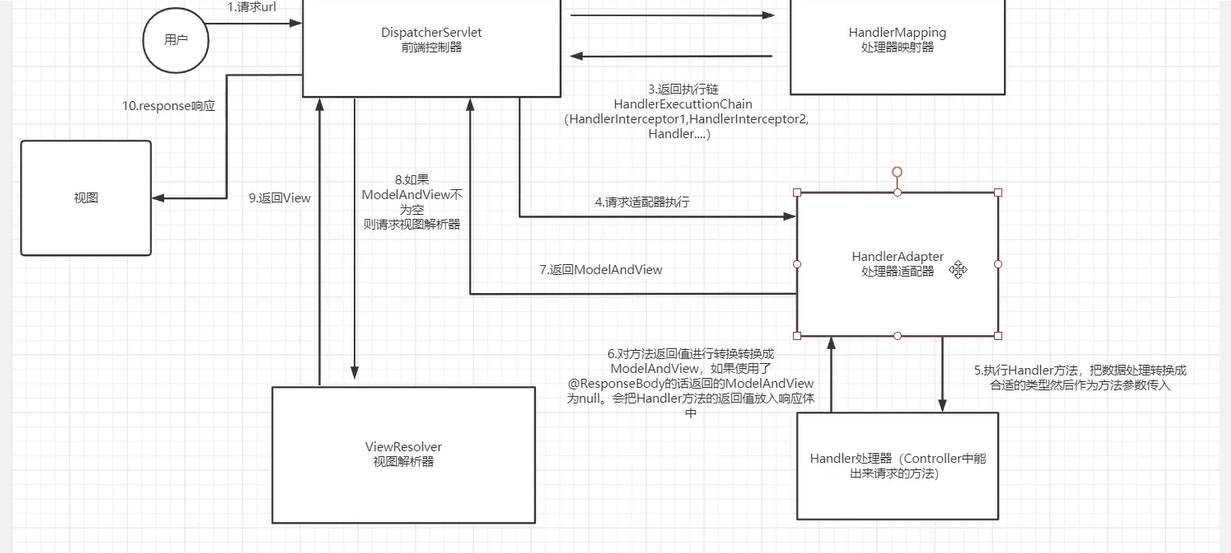 1.请求url
用户
DispatcherServlet
前端控制器
HandlerMapping
处理器映射器
3.返回执行链
HandlerExecuttionChain
（HandlerInterceptor1,HandlerInterceptor2,
Handler....）
10.response响应
视图
9.返回View
8.如果
ModelAndView不
为空
则请求视图解析器
4.请求适配器执行
7.返回ModelAndView
HandlerAdapter
处理器适配器
6.对方法返回值进行转换转换成
ModelAndView，如果使用了
@ResponseBody的话返回的ModelAndView
为null。会把Handler方法的返回值放入响应体
中
5.执行Handler方法，把数据处理转换成
合适的类型然后作为方法参数传入
ViewResolver
视图解析器
Handler处理器（Controller中能
出来请求的方法）